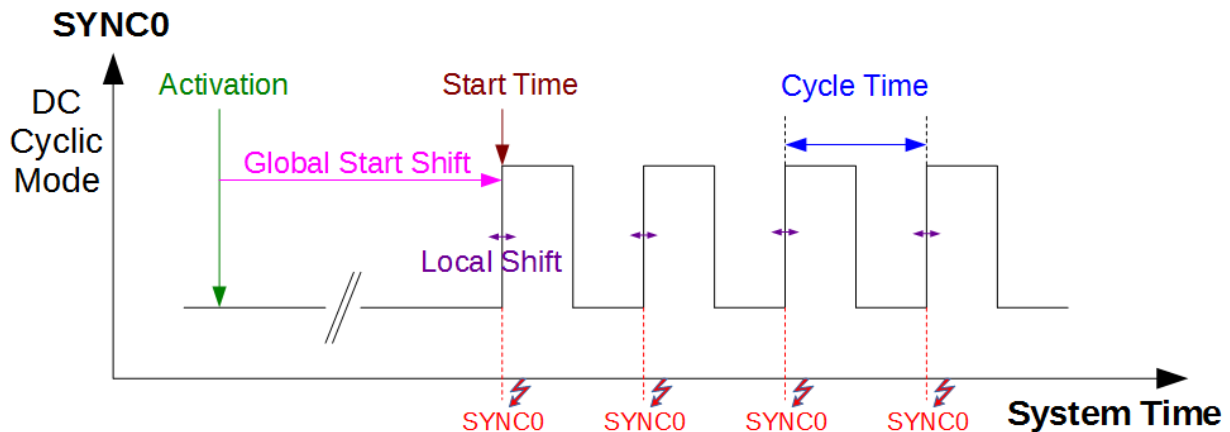 SYNC0
Activation
Start Time
Cycle Time
DC
Cyclic
Mode
Global Start Shift
Local Shift
SYNC0 SYNC0 SYNC0 SYNC0
System Time